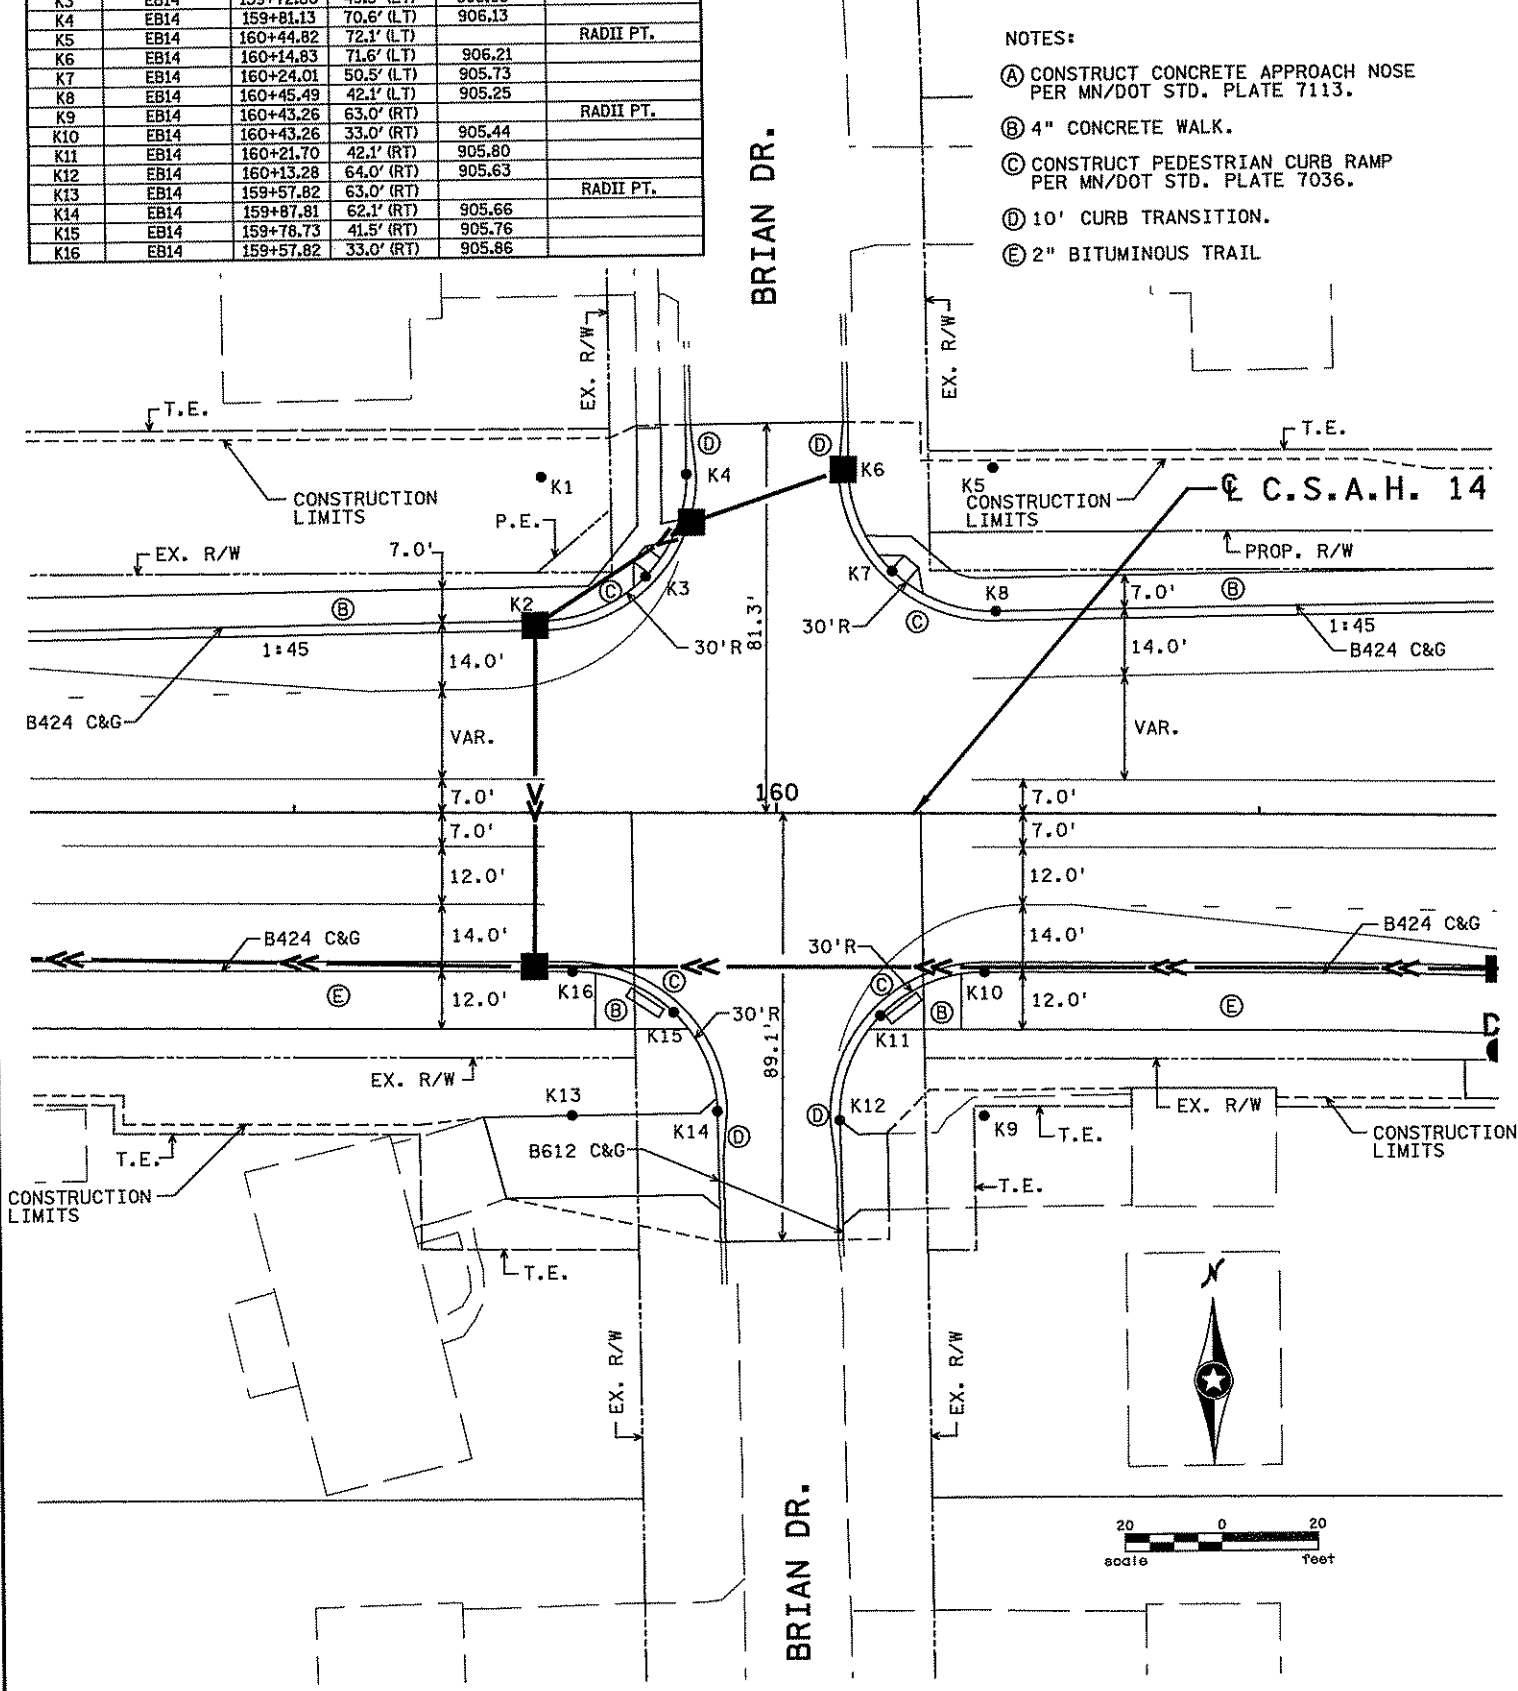 K4 EB14 159+81.13 70.6' (LT) 906.13
K5 EB14 160+44.82 72.1' (LT) RADII PT.
K6 EB14 160+14.83 71.6' (LT) 906.21
K7 EB14 160+24.01 50.5' (LT) 905.73
K8 EB14 160+45.49 42.1' (LT) 905.25
K9 EB14 160+43.26 63.0' (RT) RADII PT.
K10 EB14 160+43.26 33.0' (RT) 905.44
K11 EB14 160+21.70 42.1' (RT) 905.80
K12 EB14 160+13.28 64.0' (RT) 905.63
K13 EB14 159+57.82 63.0' (RT) RADII PT.
K14 EB14 159+87.81 62.1' (RT) 905.66
K15 EB14 159+78.73 41.5' (RT) 905.76
K16 EB14 159+57.82 33.0' (RT) 905.86
NOTES:
Ⓐ CONSTRUCT CONCRETE APPROACH NOSE
PER MN/DOT STD. PLATE 7113.
Ⓑ 4" CONCRETE WALK.
Ⓒ CONSTRUCT PEDESTRIAN CURB RAMP
PER MN/DOT STD. PLATE 7036.
Ⓓ 10' CURB TRANSITION.
Ⓔ 2" BITUMINOUS TRAIL
BRIAN DR.
EX. R/W
EX. R/W
T.E.
T.E.
Ⓓ
Ⓓ
K4
K6
K1
K5
CONSTRUCTION
LIMITS
CONSTRUCTION
LIMITS
℄ C.S.A.H. 14
P.E.
EX. R/W
7.0'
PROP. R/W
K7
K3
Ⓒ
K2
Ⓑ
K8
7.0'
Ⓑ
30'R
Ⓒ
81.3'
1:45
1:45
30'R
14.0'
14.0'
B424 C&G
B424 C&G
VAR.
VAR.
7.0'
160
7.0'
7.0'
7.0'
12.0'
12.0'
14.0'
14.0'
B424 C&G
B424 C&G
30'R
Ⓒ
Ⓒ
K16
K10
Ⓔ
12.0'
12.0'
Ⓔ
Ⓑ
Ⓑ
30'R
K15
K11
89.1'
EX. R/W
EX. R/W
K13
K14
Ⓓ
Ⓓ
K12
K9
T.E.
CONSTRUCTION
LIMITS
T.E.
B612 C&G
CONSTRUCTION
LIMITS
T.E.
T.E.
N
EX. R/W
EX. R/W
BRIAN DR.
20 0 20
scale feet